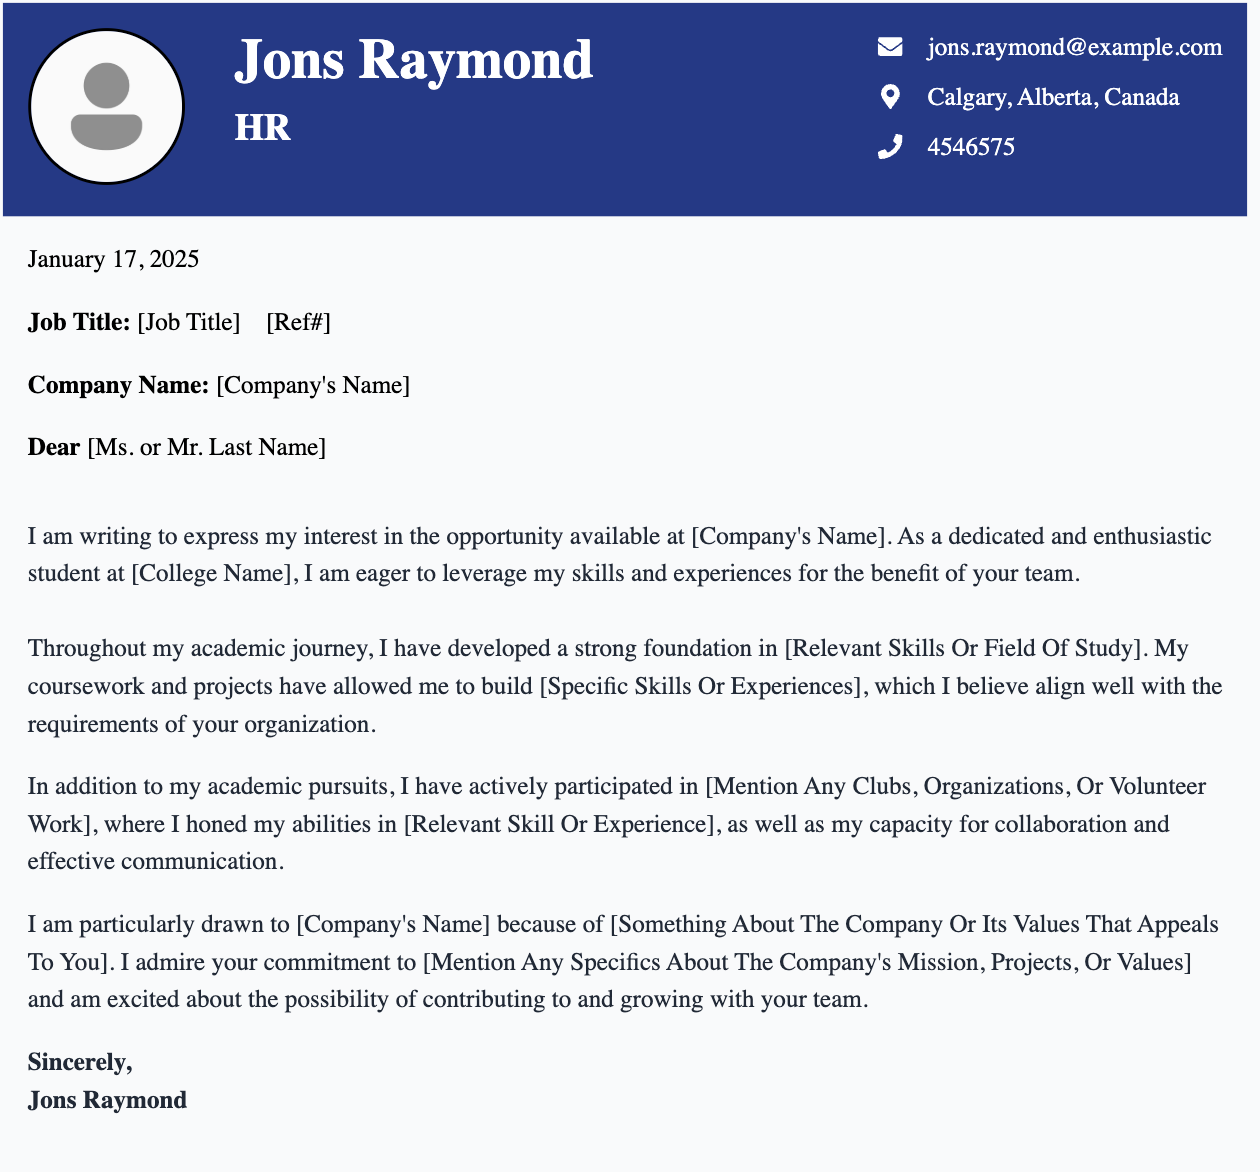 Jons Raymond
HR
jons.raymond@example.com
Calgary, Alberta, Canada
4546575
January 17, 2025
Job Title: [Job Title] [Ref#]
Company Name: [Company's Name]
Dear [Ms. or Mr. Last Name]
I am writing to express my interest in the opportunity available at [Company's Name]. As a dedicated and enthusiastic
student at [College Name], I am eager to leverage my skills and experiences for the benefit of your team.
Throughout my academic journey, I have developed a strong foundation in [Relevant Skills Or Field Of Study]. My
coursework and projects have allowed me to build [Specific Skills Or Experiences], which I believe align well with the
requirements of your organization.
In addition to my academic pursuits, I have actively participated in [Mention Any Clubs, Organizations, Or Volunteer
Work], where I honed my abilities in [Relevant Skill Or Experience], as well as my capacity for collaboration and
effective communication.
I am particularly drawn to [Company's Name] because of [Something About The Company Or Its Values That Appeals
To You]. I admire your commitment to [Mention Any Specifics About The Company's Mission, Projects, Or Values]
and am excited about the possibility of contributing to and growing with your team.
Sincerely,
Jons Raymond